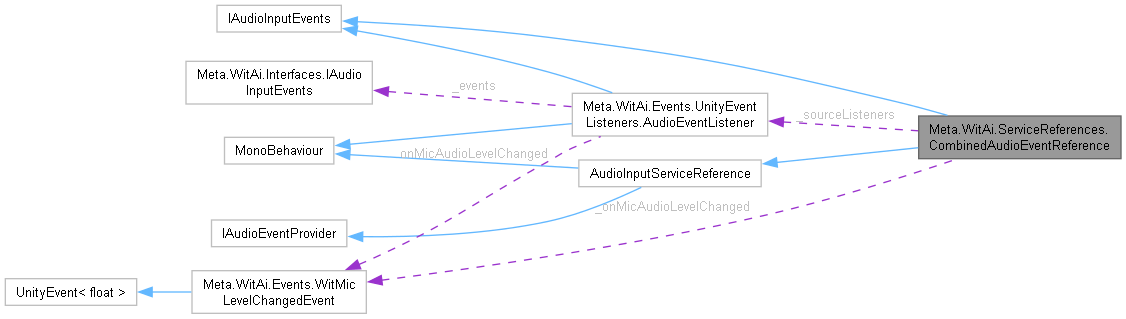 IAudioInputEvents
Meta.WitAi.Interfaces.IAudio
InputEvents
_events
Meta.WitAi.Events.UnityEvent
Listeners.AudioEventListener
_sourceListeners
Meta.WitAi.ServiceReferences.
CombinedAudioEventReference
MonoBehaviour
onMicAudioLevelChanged
AudioInputServiceReference
_onMicAudioLevelChanged
IAudioEventProvider
UnityEvent< float >
Meta.WitAi.Events.WitMic
LevelChangedEvent